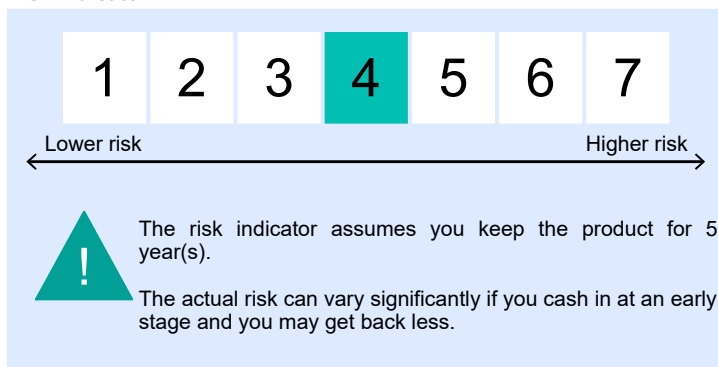 1 2 3 4 5 6 7
Lower risk Higher risk
!
The risk indicator assumes you keep the product for 5
year(s).
The actual risk can vary significantly if you cash in at an early
stage and you may get back less.